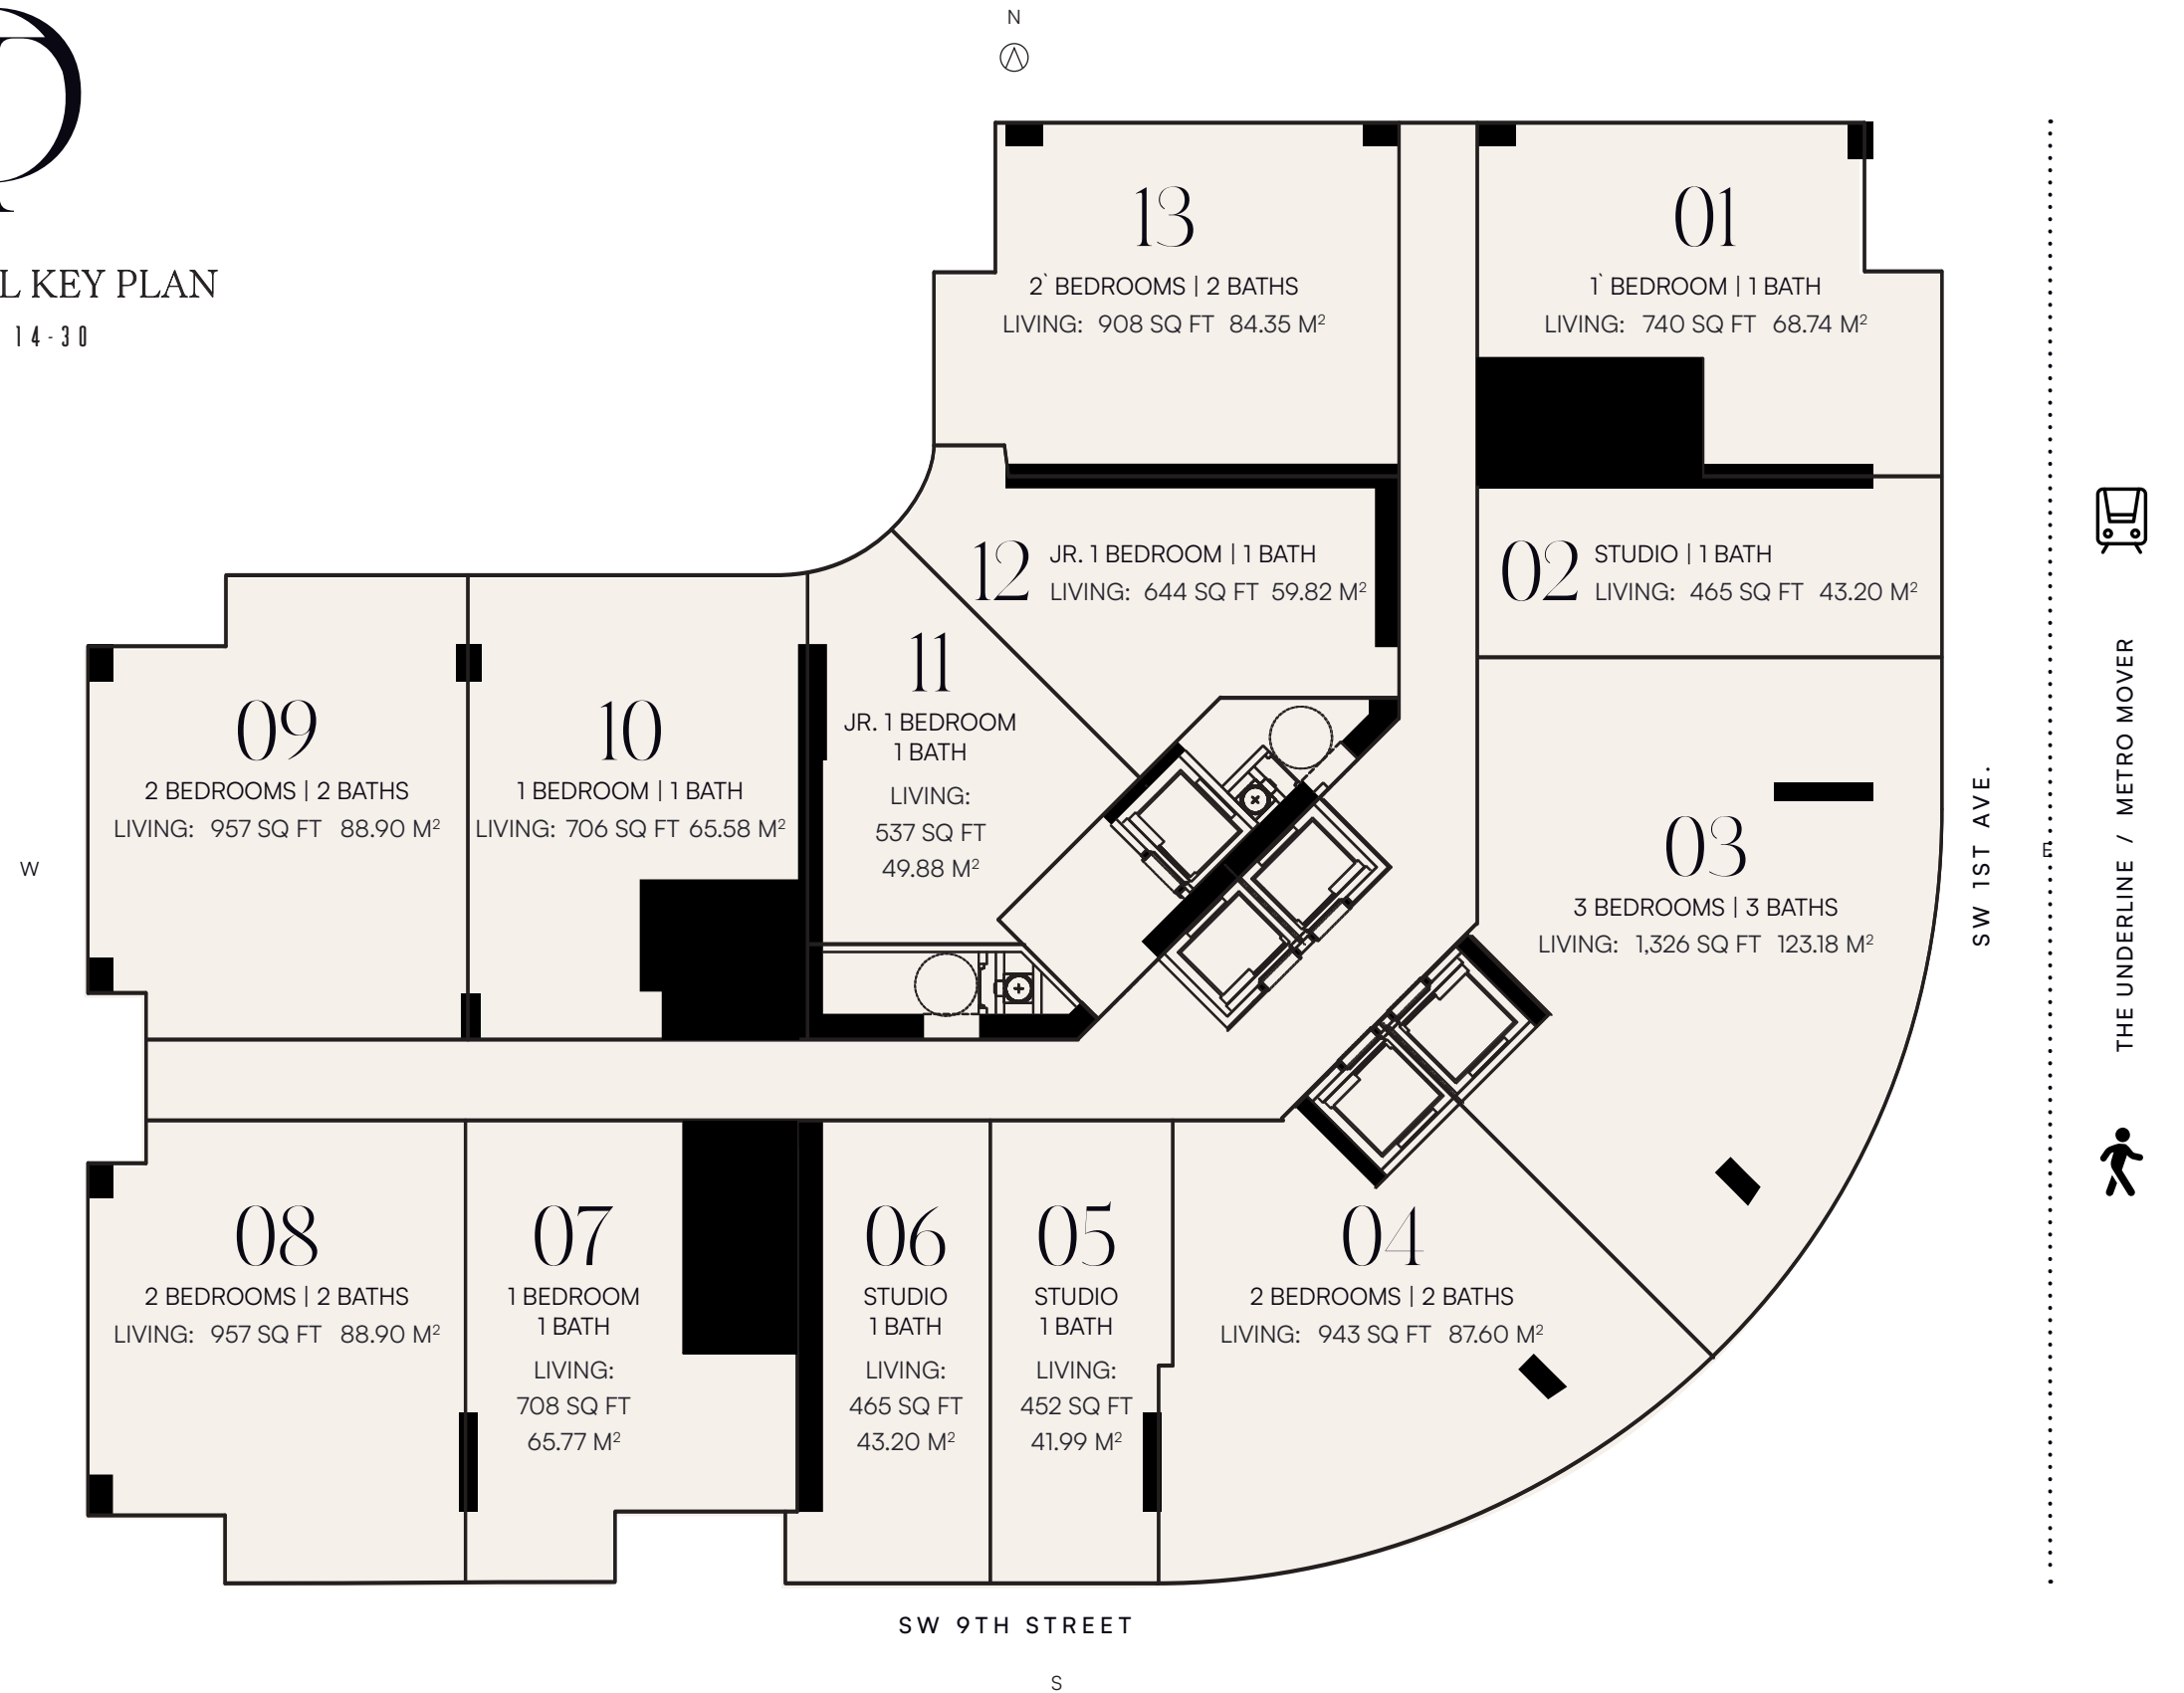 N
L KEY PLAN
14-30
13
2` BEDROOMS | 2 BATHS
LIVING: 908 SQ FT 84.35 M²
01
1` BEDROOM | 1 BATH
LIVING: 740 SQ FT 68.74 M²
12
JR. 1 BEDROOM | 1 BATH
LIVING: 644 SQ FT 59.82 M²
02
STUDIO | 1 BATH
LIVING: 465 SQ FT 43.20 M²
09
2 BEDROOMS | 2 BATHS
LIVING: 957 SQ FT 88.90 M²
10
1 BEDROOM | 1 BATH
LIVING: 706 SQ FT 65.58 M²
11
JR. 1 BEDROOM
1 BATH
LIVING:
537 SQ FT
49.88 M²
03
3 BEDROOMS | 3 BATHS
LIVING: 1,326 SQ FT 123.18 M²
W
SW 1ST AVE.
E
THE UNDERLINE / METRO MOVER
08
2 BEDROOMS | 2 BATHS
LIVING: 957 SQ FT 88.90 M²
07
1 BEDROOM
1 BATH
LIVING:
708 SQ FT
65.77 M²
06
STUDIO
1 BATH
LIVING:
465 SQ FT
43.20 M²
05
STUDIO
1 BATH
LIVING:
452 SQ FT
41.99 M²
04
2 BEDROOMS | 2 BATHS
LIVING: 943 SQ FT 87.60 M²
SW 9TH STREET
S